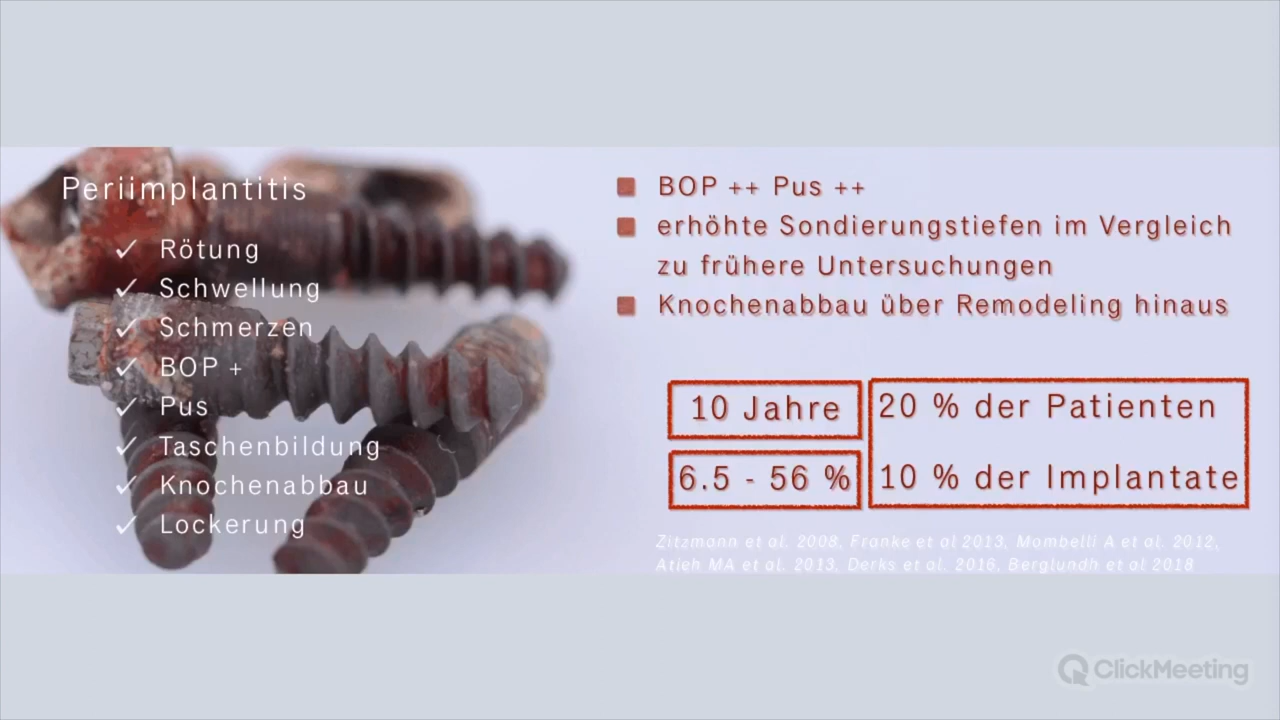 Periimplantitis
✓ Rötung
✓ Schwellung
✓ Schmerzen
✓ BOP +
✓ Pus
✓ Taschenbildung
✓ Knochenabbau
✓ Lockerung
BOP ++ Pus ++
erhöhte Sondierungstiefen im Vergleich
zu frühere Untersuchungen
Knochenabbau über Remodeling hinaus
10 Jahre
6.5 - 56 %
20 % der Patienten
10 % der Implantate
Zitzmann et al. 2008, Franke et al 2013, Mombelli A et al. 2012,
Atieh MA et al. 2013, Derks et al. 2016, Berglundh et al 2018
ClickMeeting